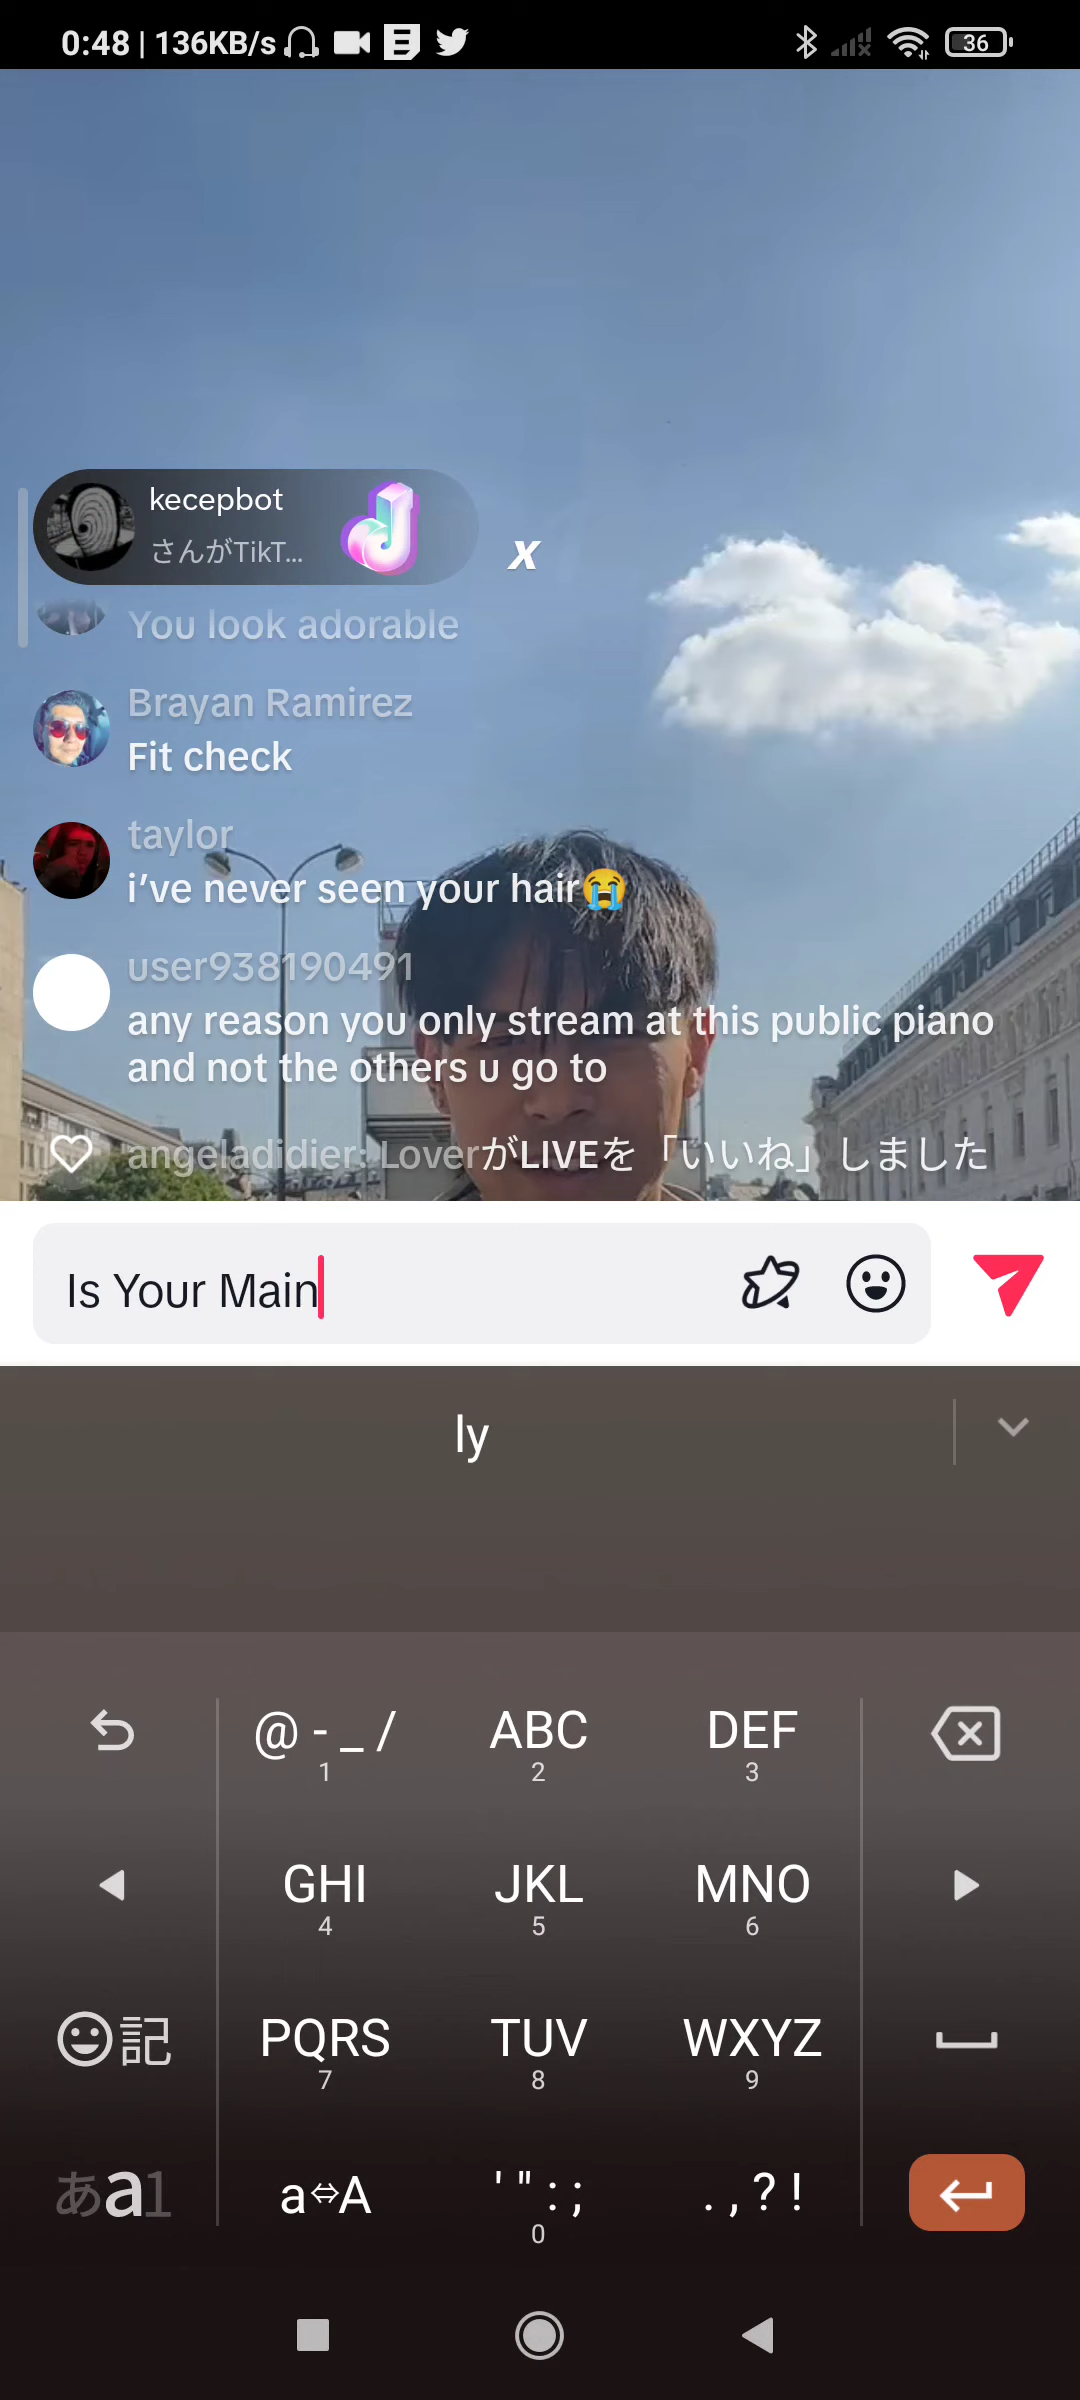 0:48 | 136KB/s
36
kecepbot
さんがTikT...
x
You look adorable
Brayan Ramirez
Fit check
taylor
i've never seen your hair😭
user938190491
any reason you only stream at this public piano
and not the others u go to
angeladidier: LoverがLIVEを「いいね」しました
Is Your Main
ly
@ - _ / ABC DEF
1 2 3
GHI JKL MNO
4 5 6
記 PQRS TUV WXYZ
7 8 9
あa1 a⇔A ' " : ; . , ? !
0